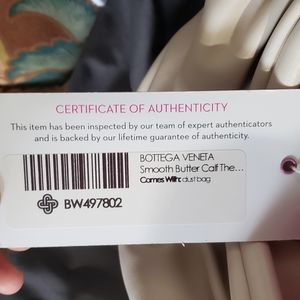 CERTIFICATE OF AUTHENTICITY
This item has been inspected by our team of expert authenticators
and is backed by our lifetime guarantee of authenticity.
BOTTEGA VENETA
Smooth Butter Calf The...
Comes With: dust bag
BW497802